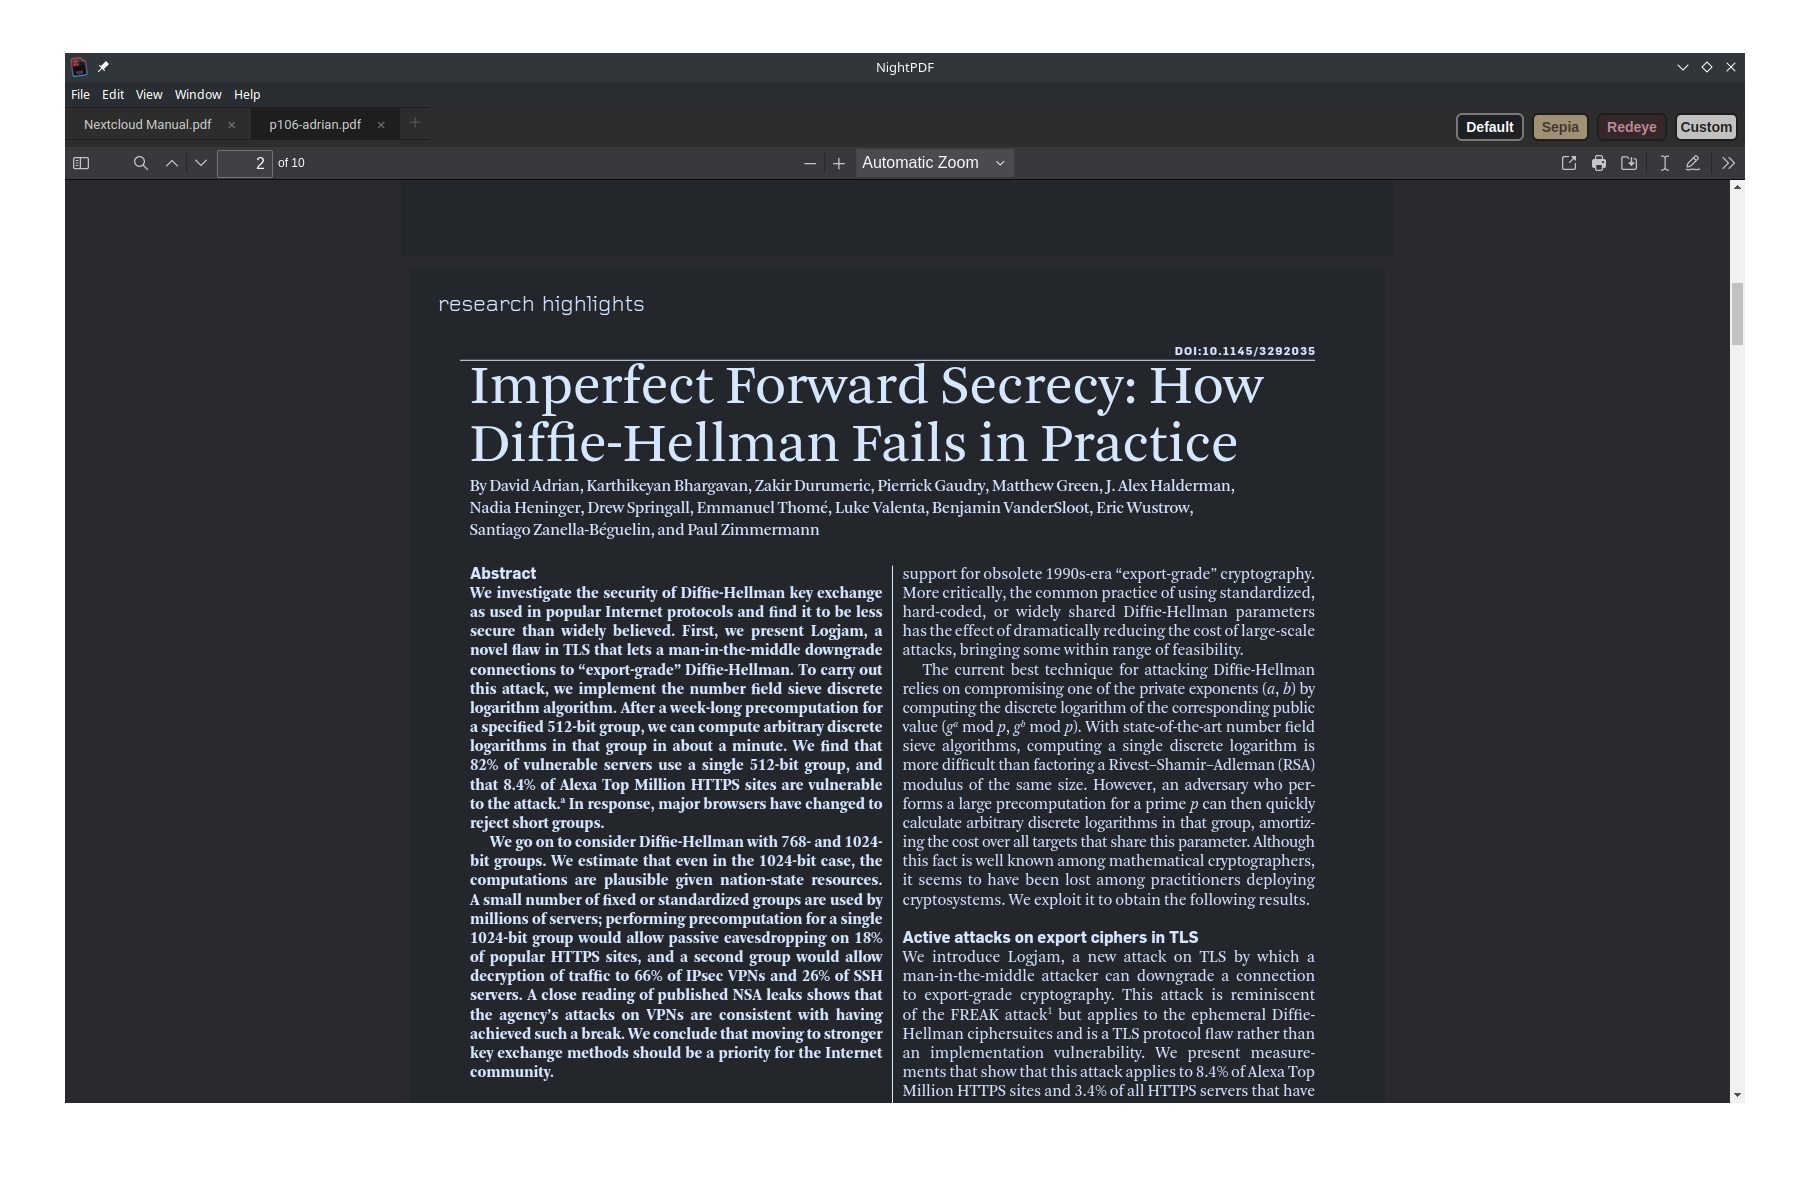 NightPDF
File Edit View Window Help
Nextcloud Manual.pdf
p106-adrian.pdf
Default Sepia Redeye Custom
2 of 10
Automatic Zoom
research highlights
DOI:10.1145/3292035
Imperfect Forward Secrecy: How
Diffie-Hellman Fails in Practice
By David Adrian, Karthikeyan Bhargavan, Zakir Durumeric, Pierrick Gaudry, Matthew Green, J. Alex Halderman,
Nadia Heninger, Drew Springall, Emmanuel Thomé, Luke Valenta, Benjamin VanderSloot, Eric Wustrow,
Santiago Zanella-Béguelin, and Paul Zimmermann
Abstract
We investigate the security of Diffie-Hellman key exchange
as used in popular Internet protocols and find it to be less
secure than widely believed. First, we present Logjam, a
novel flaw in TLS that lets a man-in-the-middle downgrade
connections to “export-grade” Diffie-Hellman. To carry out
this attack, we implement the number field sieve discrete
logarithm algorithm. After a week-long precomputation for
a specified 512-bit group, we can compute arbitrary discrete
logarithms in that group in about a minute. We find that
82% of vulnerable servers use a single 512-bit group, and
that 8.4% of Alexa Top Million HTTPS sites are vulnerable
to the attack.ª In response, major browsers have changed to
reject short groups.
We go on to consider Diffie-Hellman with 768- and 1024-
bit groups. We estimate that even in the 1024-bit case, the
computations are plausible given nation-state resources.
A small number of fixed or standardized groups are used by
millions of servers; performing precomputation for a single
1024-bit group would allow passive eavesdropping on 18%
of popular HTTPS sites, and a second group would allow
decryption of traffic to 66% of IPsec VPNs and 26% of SSH
servers. A close reading of published NSA leaks shows that
the agency’s attacks on VPNs are consistent with having
achieved such a break. We conclude that moving to stronger
key exchange methods should be a priority for the Internet
community.
support for obsolete 1990s-era “export-grade” cryptography.
More critically, the common practice of using standardized,
hard-coded, or widely shared Diffie-Hellman parameters
has the effect of dramatically reducing the cost of large-scale
attacks, bringing some within range of feasibility.
The current best technique for attacking Diffie-Hellman
relies on compromising one of the private exponents (a, b) by
computing the discrete logarithm of the corresponding public
value (gᵃ mod p, gᵇ mod p). With state-of-the-art number field
sieve algorithms, computing a single discrete logarithm is
more difficult than factoring a Rivest–Shamir–Adleman (RSA)
modulus of the same size. However, an adversary who per-
forms a large precomputation for a prime p can then quickly
calculate arbitrary discrete logarithms in that group, amortiz-
ing the cost over all targets that share this parameter. Although
this fact is well known among mathematical cryptographers,
it seems to have been lost among practitioners deploying
cryptosystems. We exploit it to obtain the following results.
Active attacks on export ciphers in TLS
We introduce Logjam, a new attack on TLS by which a
man-in-the-middle attacker can downgrade a connection
to export-grade cryptography. This attack is reminiscent
of the FREAK attack¹ but applies to the ephemeral Diffie-
Hellman ciphersuites and is a TLS protocol flaw rather than
an implementation vulnerability. We present measure-
ments that show that this attack applies to 8.4% of Alexa Top
Million HTTPS sites and 3.4% of all HTTPS servers that have